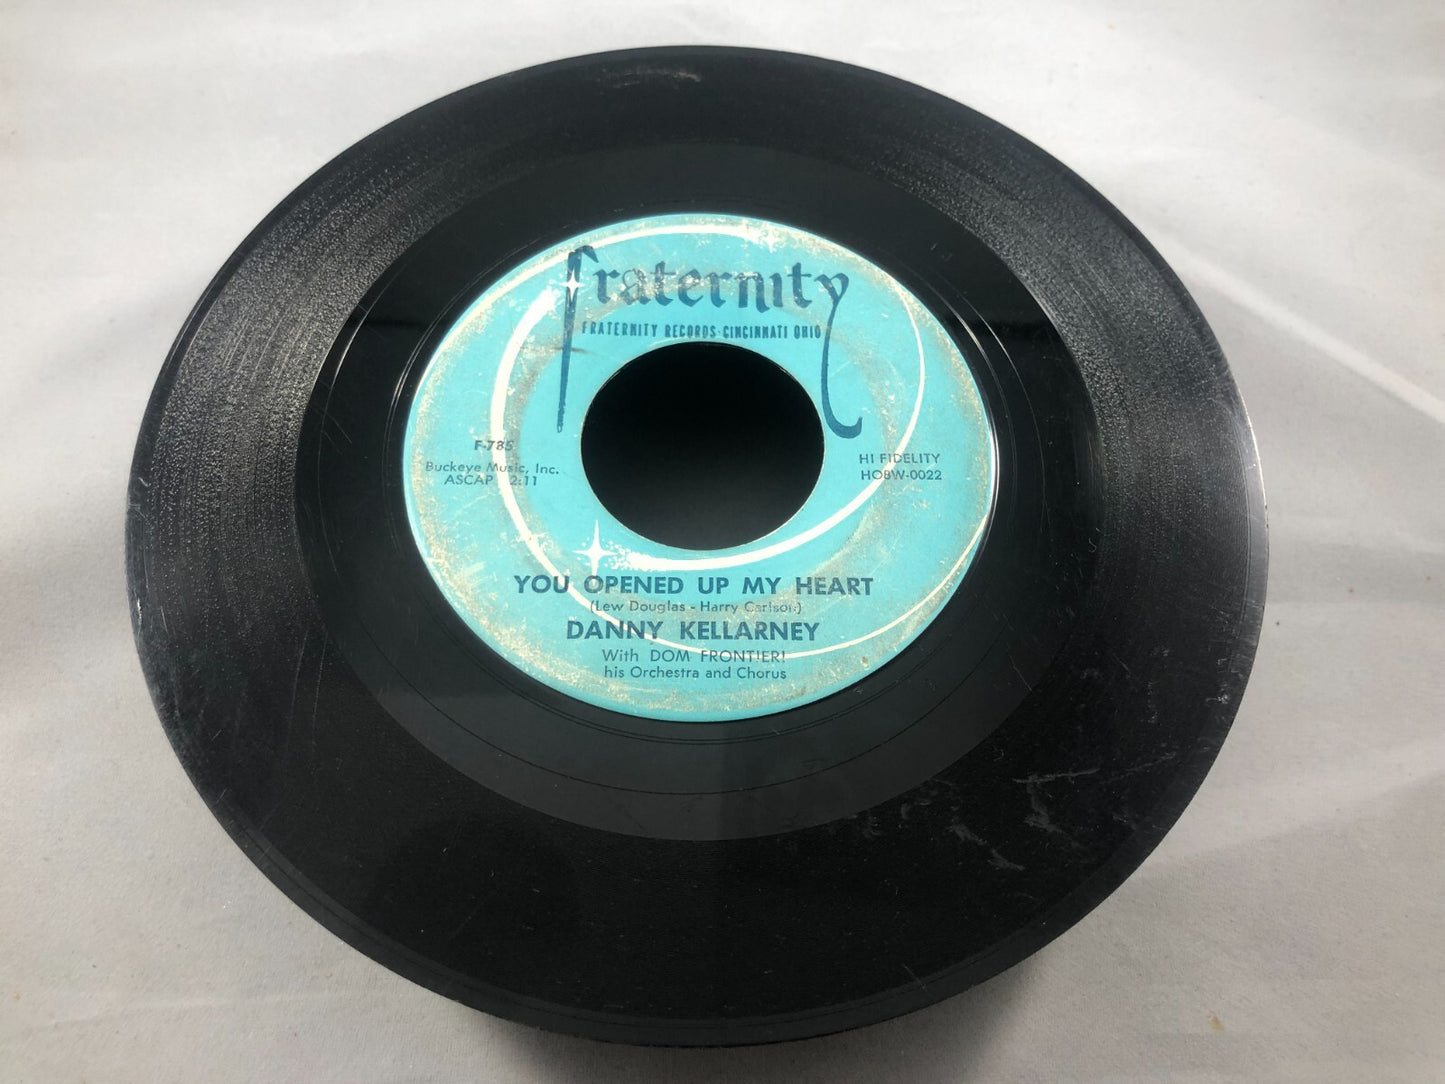 fraternity
FRATERNITY RECORDS · CINCINNATI OHIO
F-785
Buckeye Music, Inc.
ASCAP 2:11
HI FIDELITY
HO8W-0022
YOU OPENED UP MY HEART
(Lew Douglas - Harry Carlson)
DANNY KELLARNEY
With DOM FRONTIERI
his Orchestra and Chorus